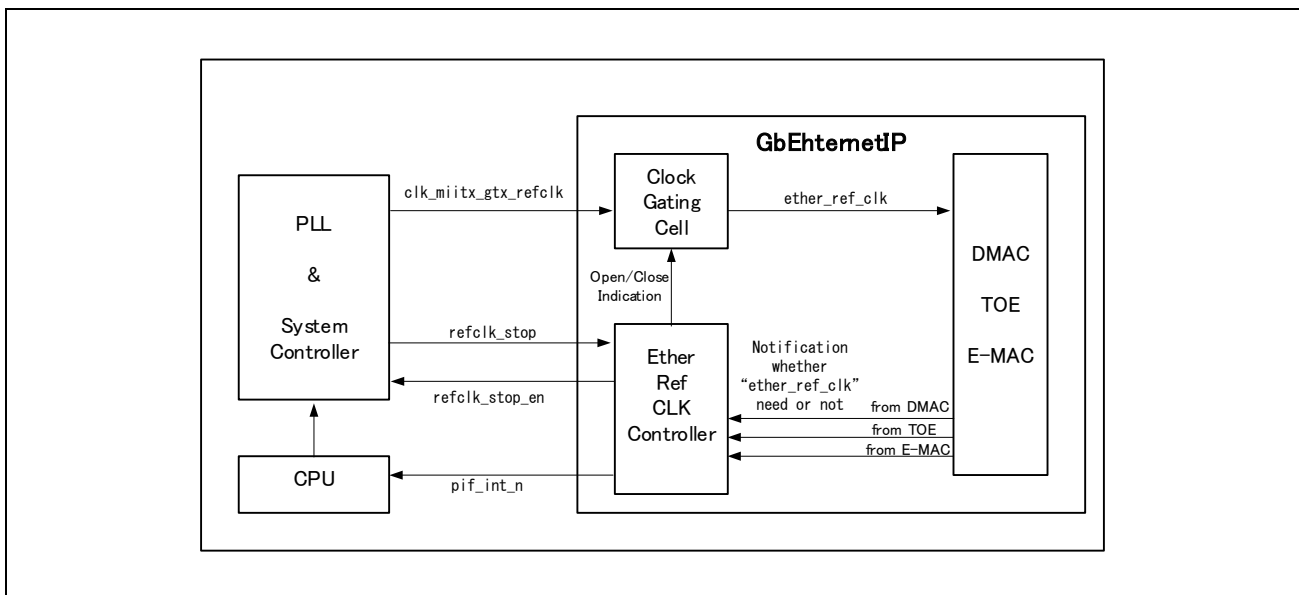 GbEhternetIP
PLL
&
System
Controller
clk_miitx_gtx_refclk
Clock
Gating
Cell
ether_ref_clk
DMAC
TOE
E-MAC
Open/Close
Indication
refclk_stop
refclk_stop_en
Ether
Ref
CLK
Controller
Notification
whether
“ether_ref_clk”
need or not
from DMAC
from TOE
from E-MAC
CPU
pif_int_n